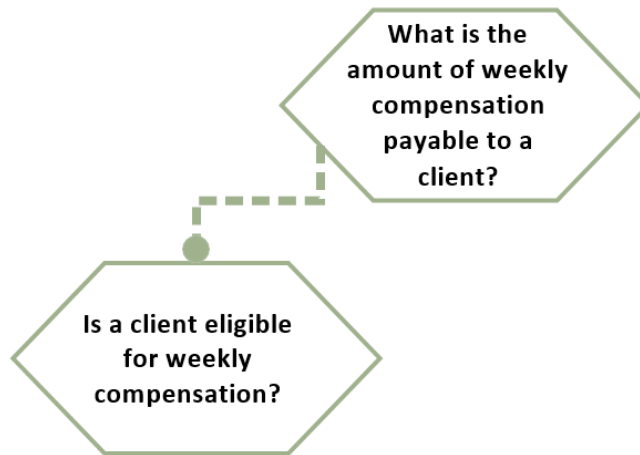 What is the
amount of weekly
compensation
payable to a
client?
Is a client eligible
for weekly
compensation?